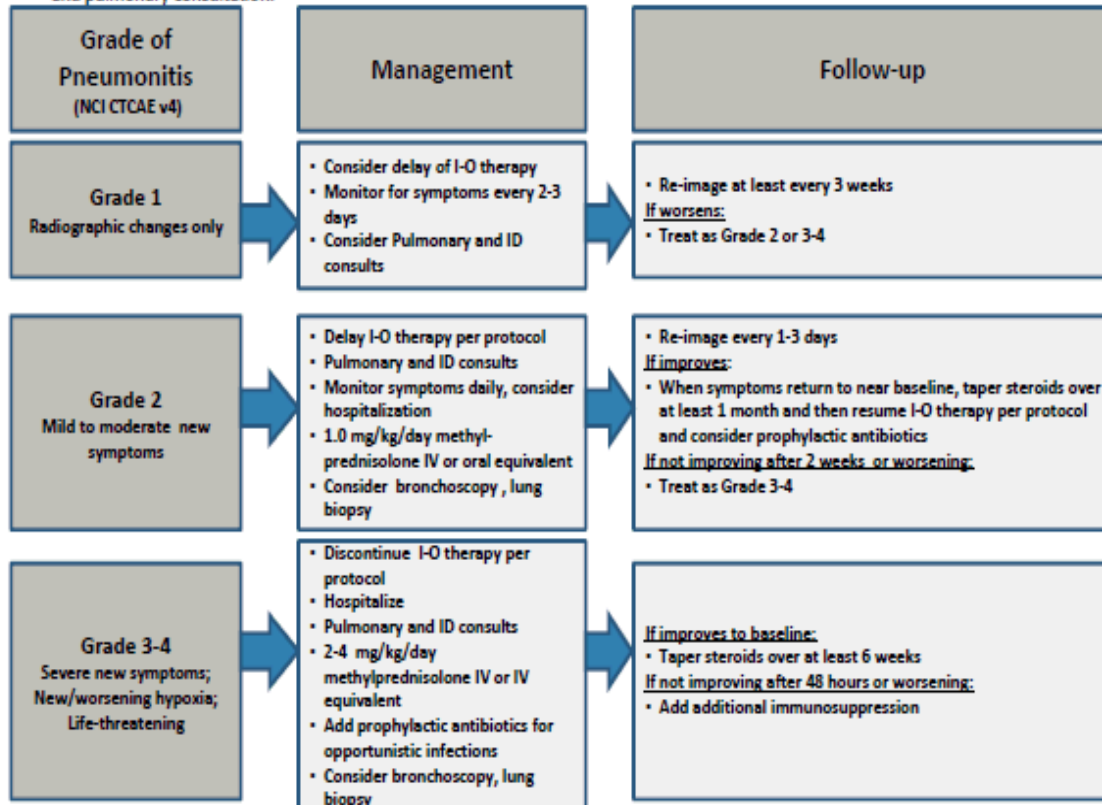 and pulmonary consultation.
Grade of
Pneumonitis
(NCI CTCAE v4)
Management
Follow-up
Grade 1
Radiographic changes only
• Consider delay of I-O therapy
• Monitor for symptoms every 2-3
days
• Consider Pulmonary and ID
consults
• Re-image at least every 3 weeks
If worsens:
• Treat as Grade 2 or 3-4
Grade 2
Mild to moderate new
symptoms
• Delay I-O therapy per protocol
• Pulmonary and ID consults
• Monitor symptoms daily, consider
hospitalization
• 1.0 mg/kg/day methyl-
prednisolone IV or oral equivalent
• Consider bronchoscopy , lung
biopsy
• Re-image every 1-3 days
If improves:
• When symptoms return to near baseline, taper steroids over
at least 1 month and then resume I-O therapy per protocol
and consider prophylactic antibiotics
If not improving after 2 weeks or worsening:
• Treat as Grade 3-4
Grade 3-4
Severe new symptoms;
New/worsening hypoxia;
Life-threatening
• Discontinue I-O therapy per
protocol
• Hospitalize
• Pulmonary and ID consults
• 2-4 mg/kg/day
methylprednisolone IV or IV
equivalent
• Add prophylactic antibiotics for
opportunistic infections
• Consider bronchoscopy, lung
biopsy
If improves to baseline:
• Taper steroids over at least 6 weeks
If not improving after 48 hours or worsening:
• Add additional immunosuppression